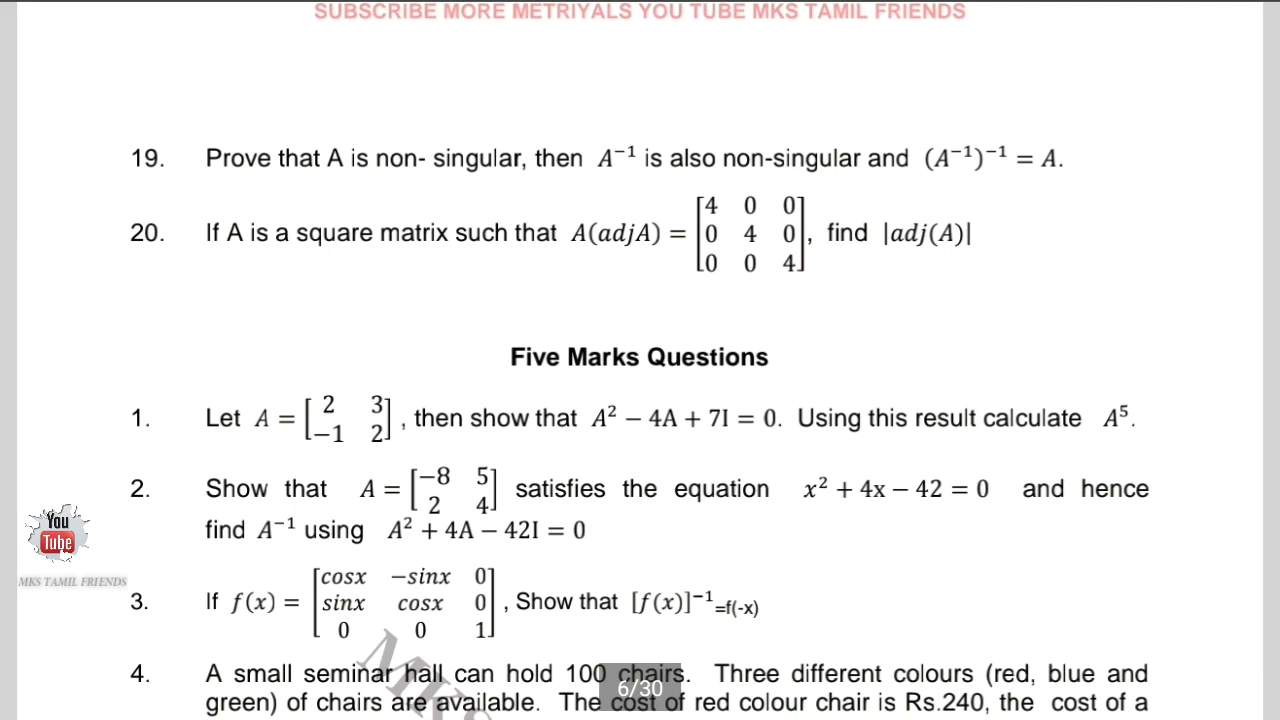 SUBSCRIBE MORE METRIYALS YOU TUBE MKS TAMIL FRIENDS
19. Prove that A is non- singular, then A⁻¹ is also non-singular and (A⁻¹)⁻¹ = A.
20. If A is a square matrix such that A(adjA) = [4 0 0; 0 4 0; 0 0 4], find |adj(A)|
Five Marks Questions
1. Let A = [2 3; −1 2], then show that A² − 4A + 7I = 0. Using this result calculate A⁵.
2. Show that A = [−8 5; 2 4] satisfies the equation x² + 4x − 42 = 0 and hence
find A⁻¹ using A² + 4A − 42I = 0
You
Tube
MKS TAMIL FRIENDS
3. If f(x) = [cosx −sinx 0; sinx cosx 0; 0 0 1], Show that [f(x)]⁻¹=f(-x)
4. A small seminar hall can hold 100 chairs. Three different colours (red, blue and
green) of chairs are available. The cost of red colour chair is Rs.240, the cost of a
6/30
MKS